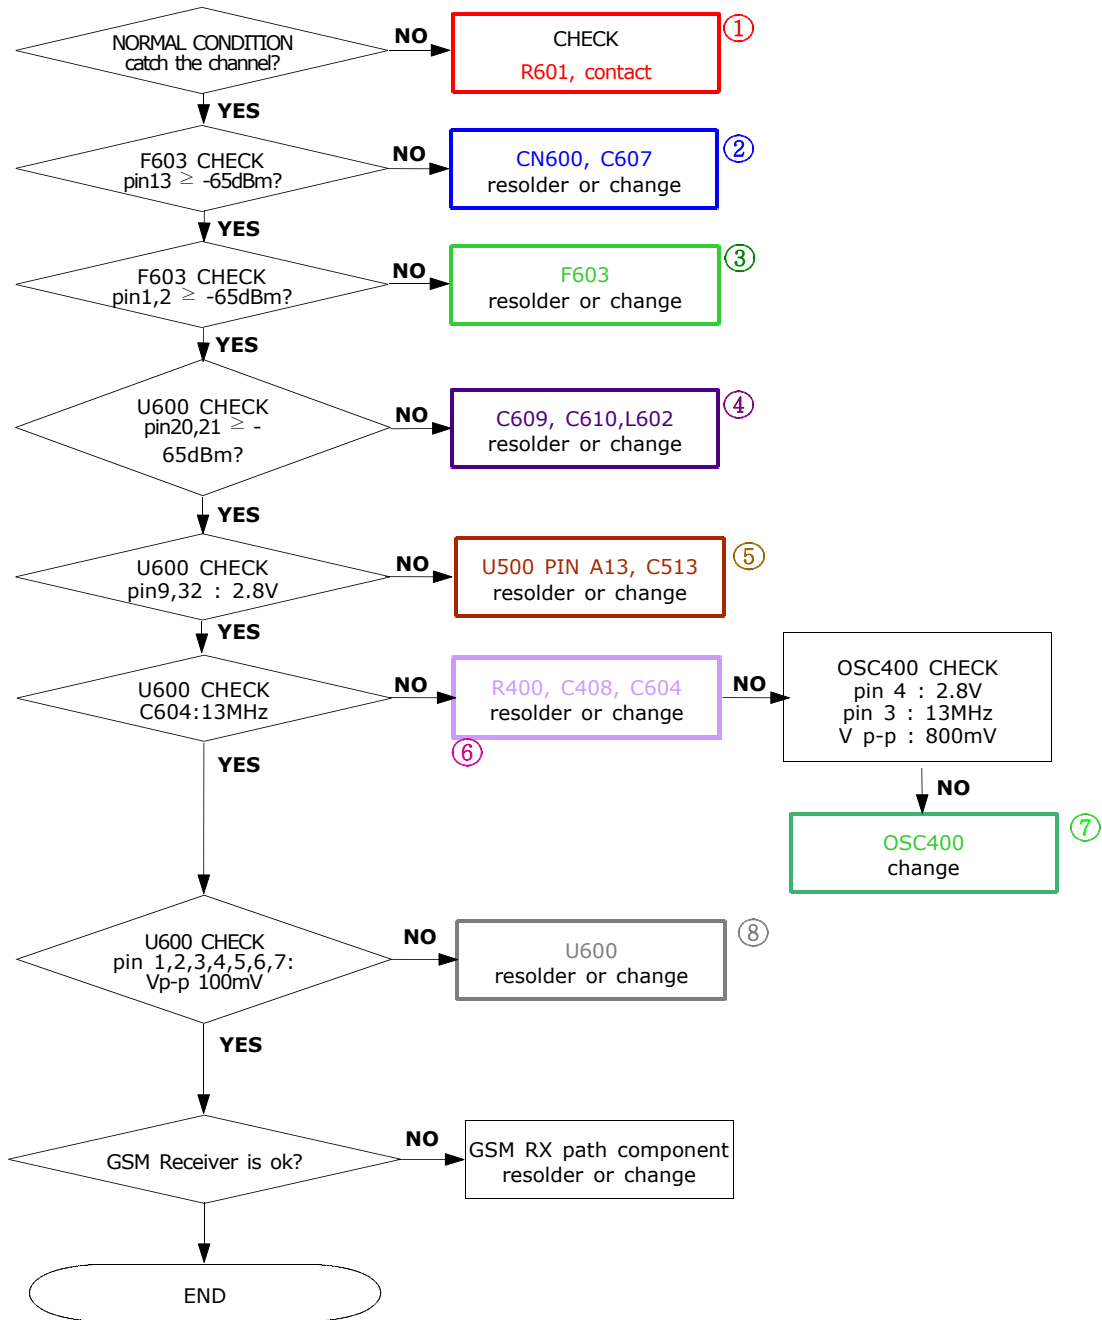 NORMAL CONDITION
catch the channel?
NO
CHECK
R601, contact
①
YES
F603 CHECK
pin13 ≥ -65dBm?
NO
CN600, C607
resolder or change
②
YES
F603 CHECK
pin1,2 ≥ -65dBm?
NO
F603
resolder or change
③
YES
U600 CHECK
pin20,21 ≥ -
65dBm?
NO
C609, C610,L602
resolder or change
④
YES
U600 CHECK
pin9,32 : 2.8V
NO
U500 PIN A13, C513
resolder or change
⑤
YES
U600 CHECK
C604:13MHz
NO
R400, C408, C604
resolder or change
⑥
NO
OSC400 CHECK
pin 4 : 2.8V
pin 3 : 13MHz
V p-p : 800mV
NO
OSC400
change
⑦
YES
U600 CHECK
pin 1,2,3,4,5,6,7:
Vp-p 100mV
NO
U600
resolder or change
⑧
YES
GSM Receiver is ok?
NO
GSM RX path component
resolder or change
END